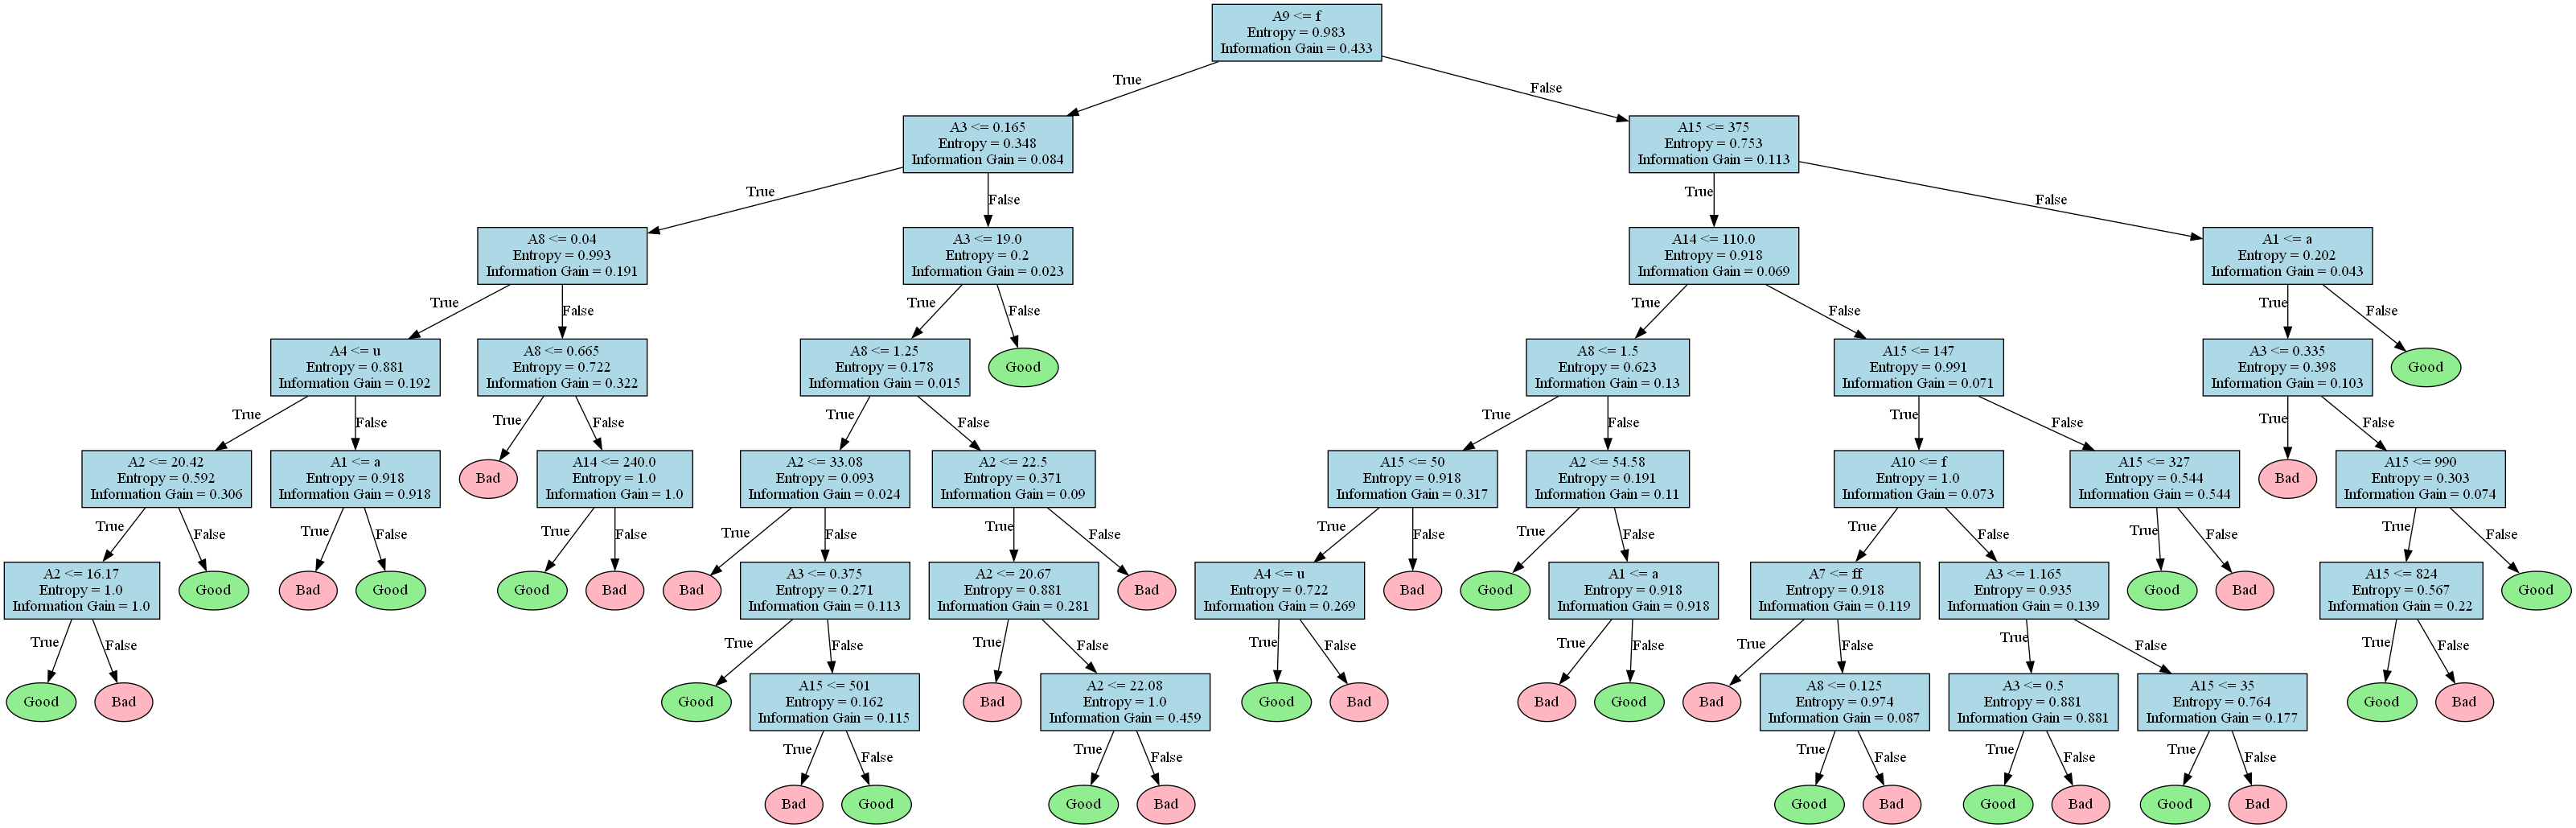 A9 <= f
Entropy = 0.983
Information Gain = 0.433
True
False
A3 <= 0.165
Entropy = 0.348
Information Gain = 0.084
A15 <= 375
Entropy = 0.753
Information Gain = 0.113
True
False
True
False
A8 <= 0.04
Entropy = 0.993
Information Gain = 0.191
A3 <= 19.0
Entropy = 0.2
Information Gain = 0.023
A14 <= 110.0
Entropy = 0.918
Information Gain = 0.069
A1 <= a
Entropy = 0.202
Information Gain = 0.043
True
False
True
False
True
False
True
False
A4 <= u
Entropy = 0.881
Information Gain = 0.192
A8 <= 0.665
Entropy = 0.722
Information Gain = 0.322
A8 <= 1.25
Entropy = 0.178
Information Gain = 0.015
Good
A8 <= 1.5
Entropy = 0.623
Information Gain = 0.13
A15 <= 147
Entropy = 0.991
Information Gain = 0.071
A3 <= 0.335
Entropy = 0.398
Information Gain = 0.103
Good
True
False
True
False
True
False
True
False
True
False
True
False
A2 <= 20.42
Entropy = 0.592
Information Gain = 0.306
A1 <= a
Entropy = 0.918
Information Gain = 0.918
Bad
A14 <= 240.0
Entropy = 1.0
Information Gain = 1.0
A2 <= 33.08
Entropy = 0.093
Information Gain = 0.024
A2 <= 22.5
Entropy = 0.371
Information Gain = 0.09
A15 <= 50
Entropy = 0.918
Information Gain = 0.317
A2 <= 54.58
Entropy = 0.191
Information Gain = 0.11
A10 <= f
Entropy = 1.0
Information Gain = 0.073
A15 <= 327
Entropy = 0.544
Information Gain = 0.544
Bad
A15 <= 990
Entropy = 0.303
Information Gain = 0.074
True
False
True
False
True
False
True
False
True
False
True
False
True
False
True
False
True
False
True
False
A2 <= 16.17
Entropy = 1.0
Information Gain = 1.0
Good
Bad
Good
Good
Bad
Bad
A3 <= 0.375
Entropy = 0.271
Information Gain = 0.113
A2 <= 20.67
Entropy = 0.881
Information Gain = 0.281
Bad
A4 <= u
Entropy = 0.722
Information Gain = 0.269
Bad
Good
A1 <= a
Entropy = 0.918
Information Gain = 0.918
A7 <= ff
Entropy = 0.918
Information Gain = 0.119
A3 <= 1.165
Entropy = 0.935
Information Gain = 0.139
Good
Bad
A15 <= 824
Entropy = 0.567
Information Gain = 0.22
Good
True
False
True
False
True
False
True
False
True
False
True
False
True
False
True
False
Good
Bad
Good
A15 <= 501
Entropy = 0.162
Information Gain = 0.115
Bad
A2 <= 22.08
Entropy = 1.0
Information Gain = 0.459
Good
Bad
Bad
Good
Bad
A8 <= 0.125
Entropy = 0.974
Information Gain = 0.087
A3 <= 0.5
Entropy = 0.881
Information Gain = 0.881
A15 <= 35
Entropy = 0.764
Information Gain = 0.177
Good
Bad
True
False
True
False
True
False
True
False
True
False
Bad
Good
Good
Bad
Good
Bad
Good
Bad
Good
Bad